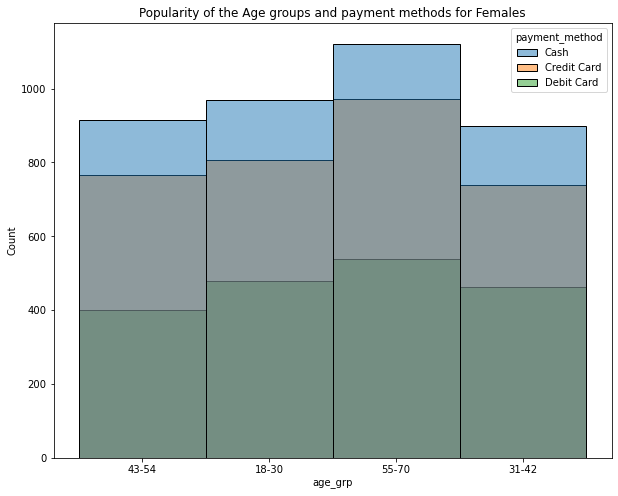 Popularity of the Age groups and payment methods for Females
payment_method
Cash
Credit Card
Debit Card
1000
800
600
400
200
0
Count
43-54 18-30 55-70 31-42
age_grp